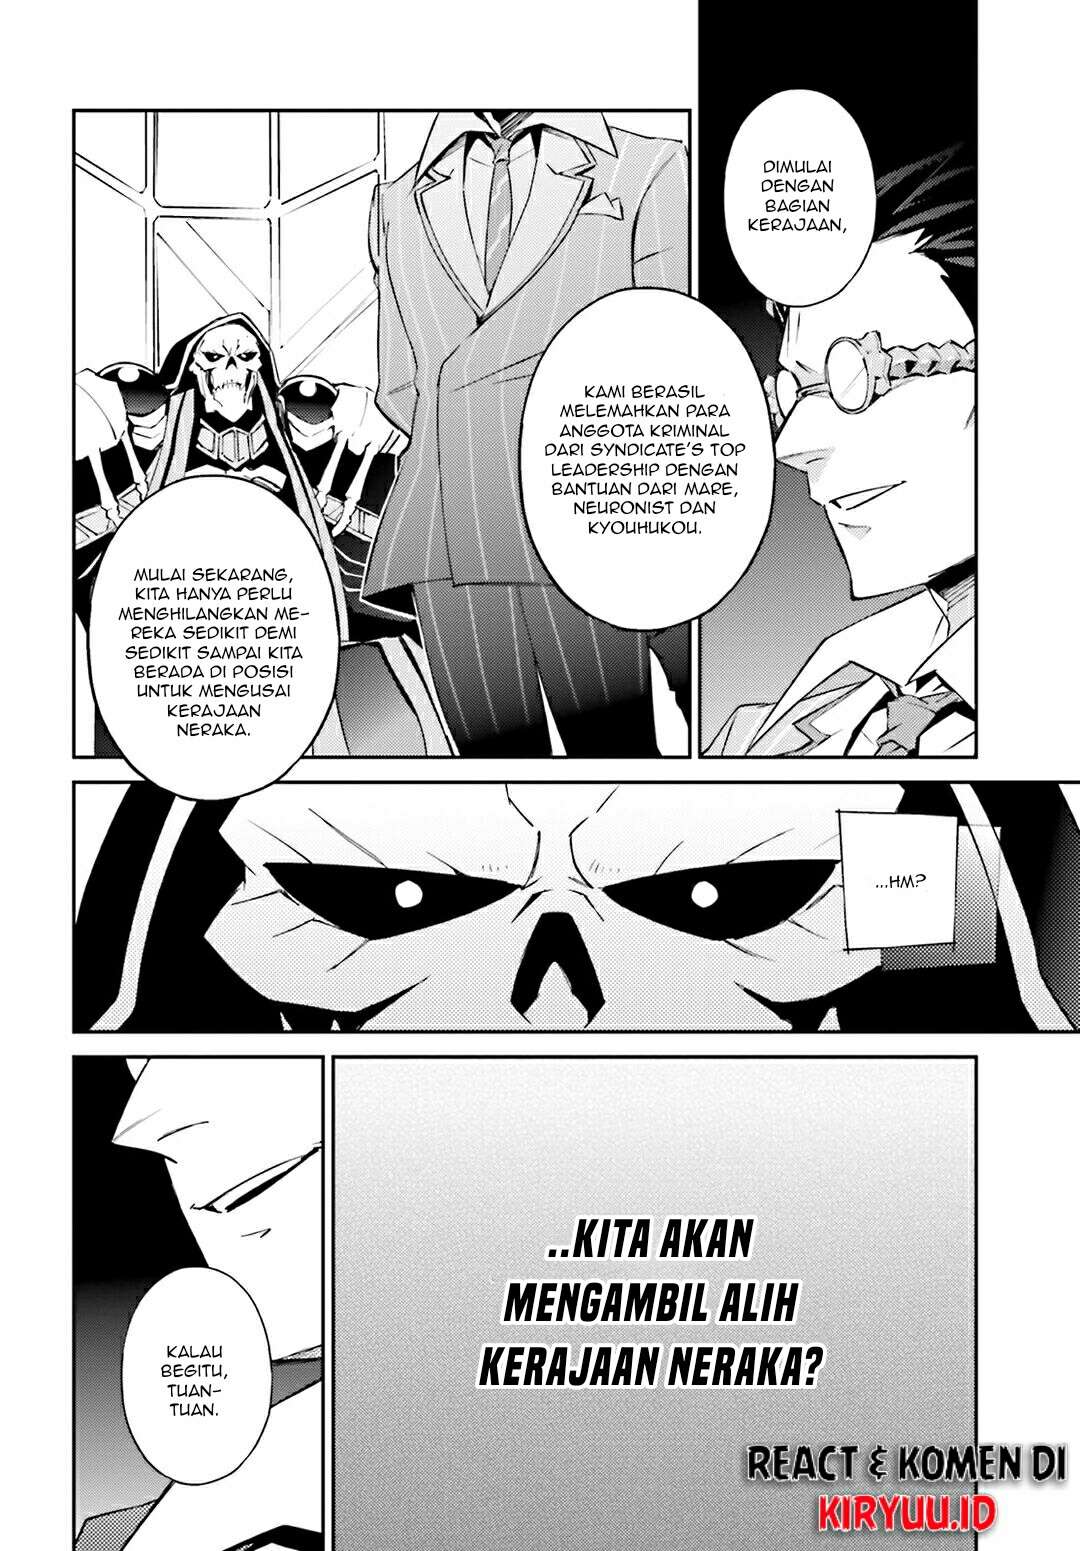 DIMULAI
DENGAN
BAGIAN
KERAJAAN,
KAMI BERASIL
MELEMAHKAN PARA
ANGGOTA KRIMINAL
DARI SYNDICATE'S TOP
LEADERSHIP DENGAN
BANTUAN DARI MARE,
NEURONIST DAN
KYOUHUKOU.
MULAI SEKARANG,
KITA HANYA PERLU
MENGHILANGKAN ME-
REKA SEDIKIT DEMI
SEDIKIT SAMPAI KITA
BERADA DI POSISI
UNTUK MENGUSAI
KERAJAAN
NERAKA.
...HM?
..KITA AKAN
MENGAMBIL ALIH
KERAJAAN NERAKA?
KALAU
BEGITU,
TUAN-
TUAN.
REACT & KOMEN DI
KIRYUU.ID